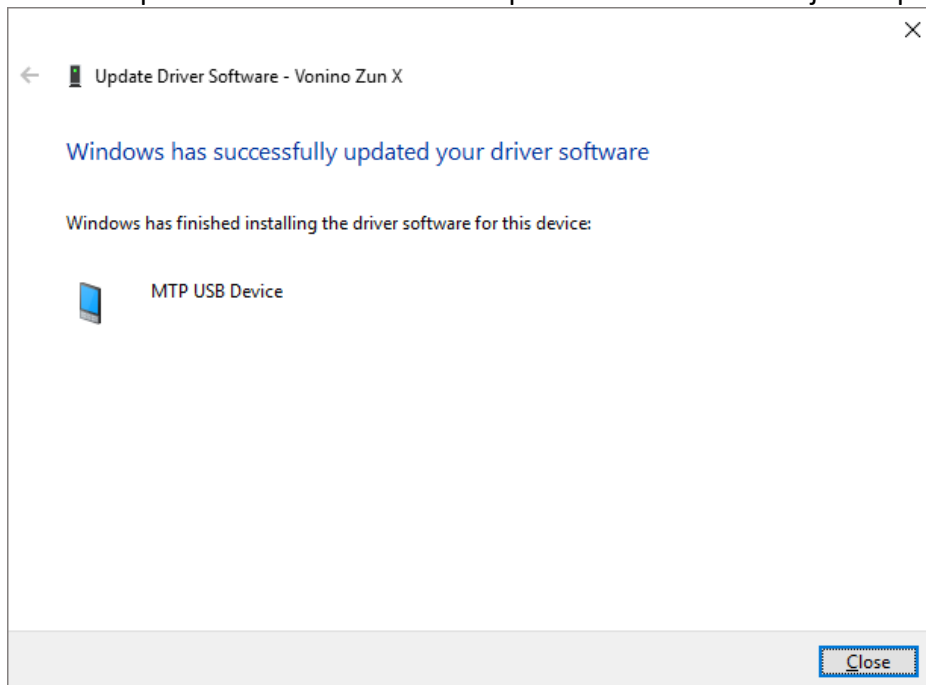 Update Driver Software - Vonino Zun X
Windows has successfully updated your driver software
Windows has finished installing the driver software for this device:
MTP USB Device
Close